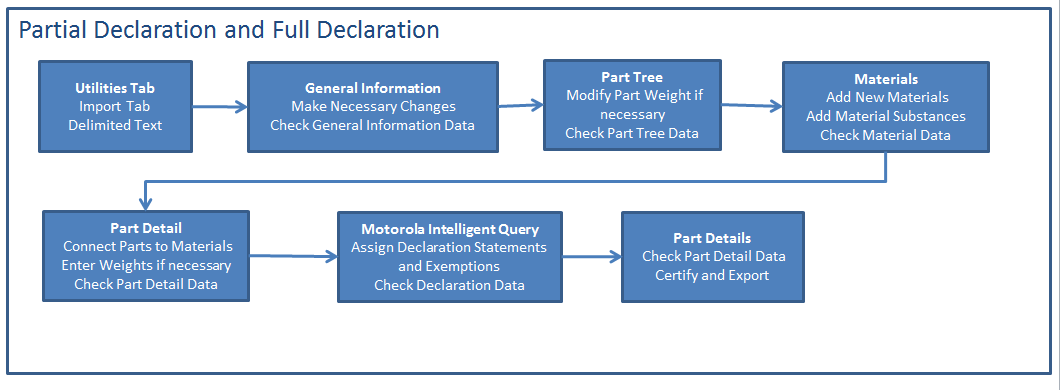 Partial Declaration and Full Declaration
Utilities Tab
Import Tab
Delimited Text
General Information
Make Necessary Changes
Check General Information Data
Part Tree
Modify Part Weight if
necessary
Check Part Tree Data
Materials
Add New Materials
Add Material Substances
Check Material Data
Part Detail
Connect Parts to Materials
Enter Weights if necessary
Check Part Detail Data
Motorola Intelligent Query
Assign Declaration Statements
and Exemptions
Check Declaration Data
Part Details
Check Part Detail Data
Certify and Export